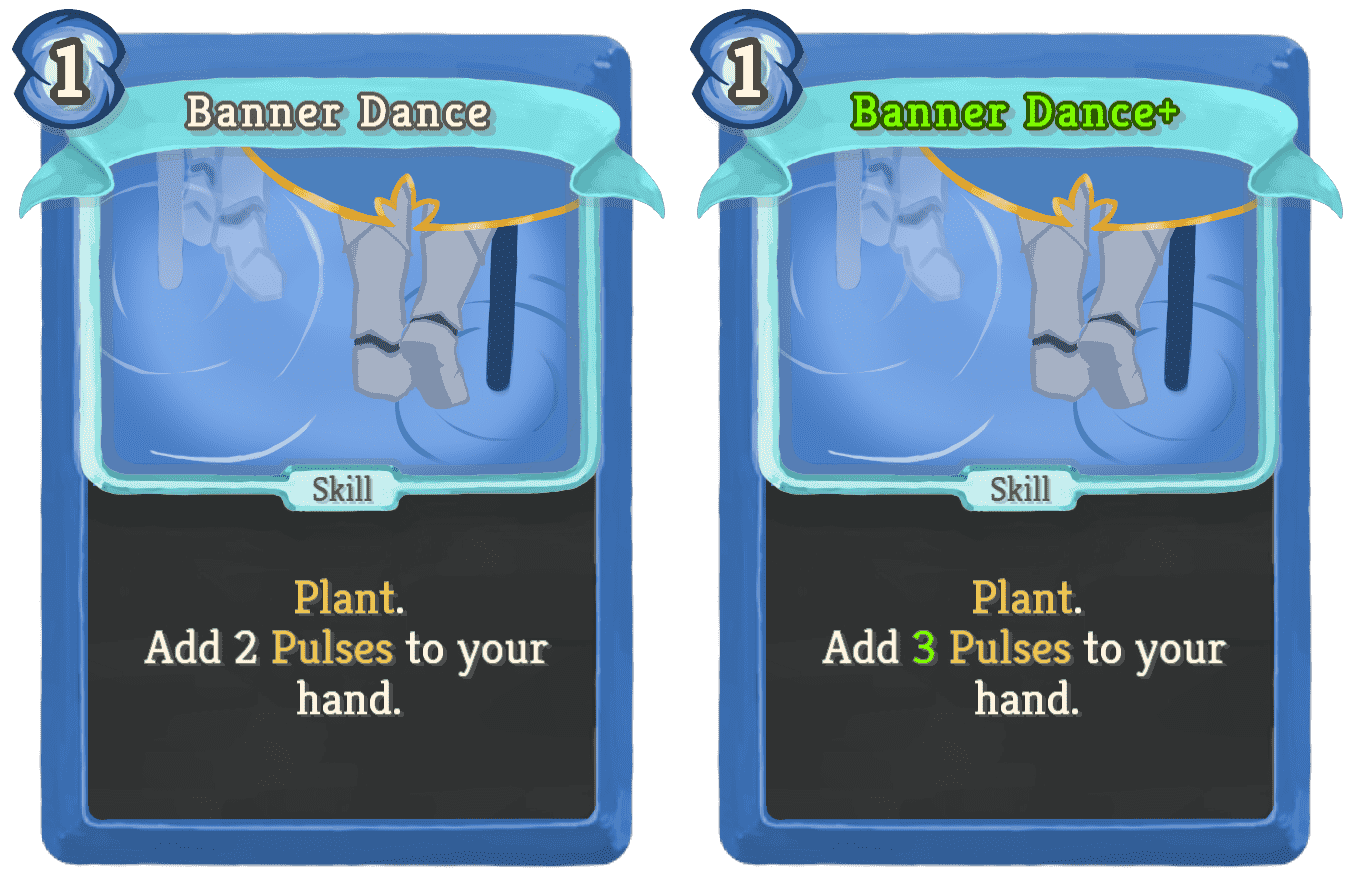 1
Banner Dance
Skill
Plant.
Add 2 Pulses to your
hand.
1
Banner Dance+
Skill
Plant.
Add 3 Pulses to your
hand.